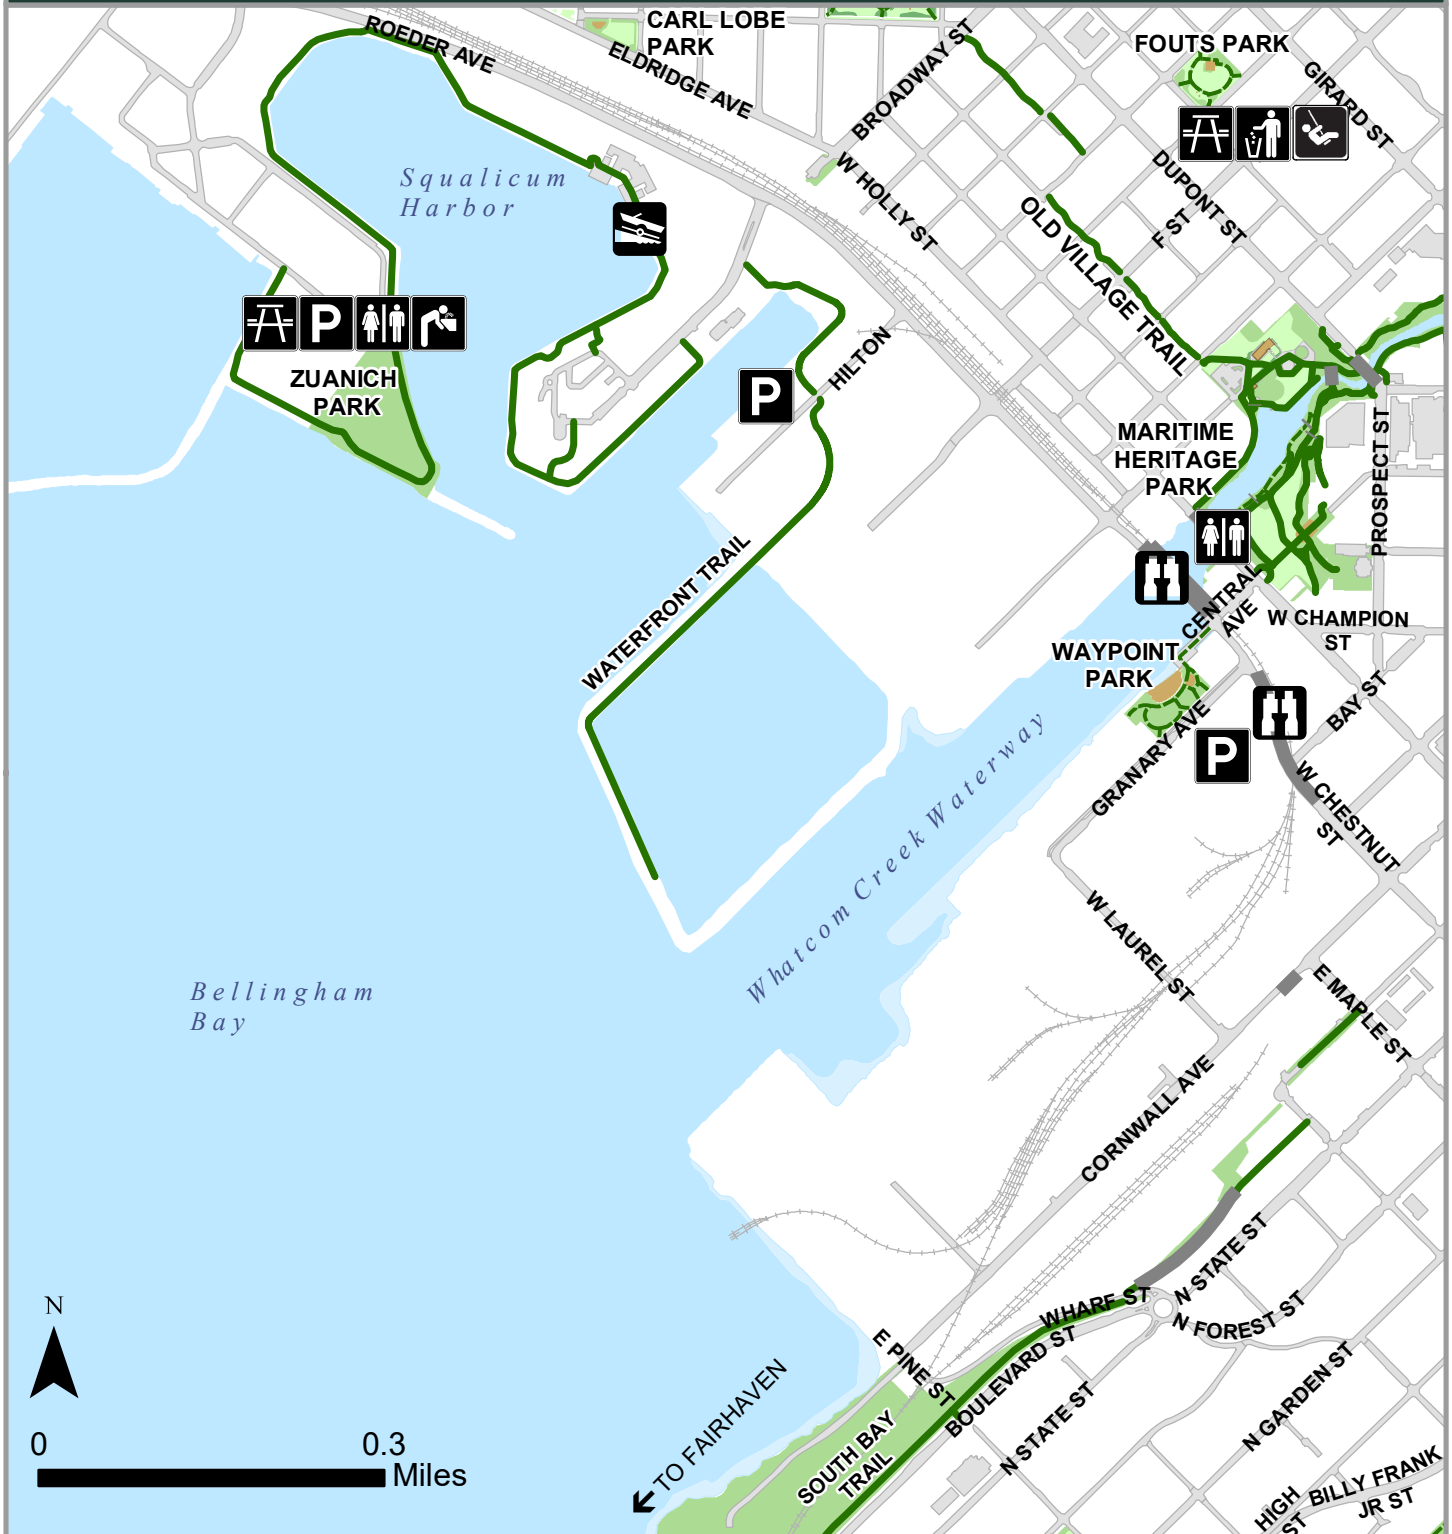 CARL LOBE
PARK
ROEDER AVE
ELDRIDGE AVE
BROADWAY ST
FOUTS PARK
GIRARD ST
Squalicum
Harbor
W HOLLY ST
DUPONT ST
F ST
OLD VILLAGE TRAIL
P
ZUANICH
PARK
P
HILTON
MARITIME
HERITAGE
PARK
PROSPECT ST
WATERFRONT TRAIL
CENTRAL
AVE
W CHAMPION
ST
WAYPOINT
PARK
BAY ST
GRANARY AVE
P
W CHESTNUT
ST
Whatcom Creek Waterway
W LAUREL ST
E MAPLE ST
Bellingham
Bay
CORNWALL AVE
N STATE ST
WHARF ST
N FOREST ST
E PINE ST
BOULEVARD ST
N STATE ST
N GARDEN ST
N
TO FAIRHAVEN
SOUTH BAY
TRAIL
0 0.3
Miles
HIGH
ST
BILLY FRANK
JR ST